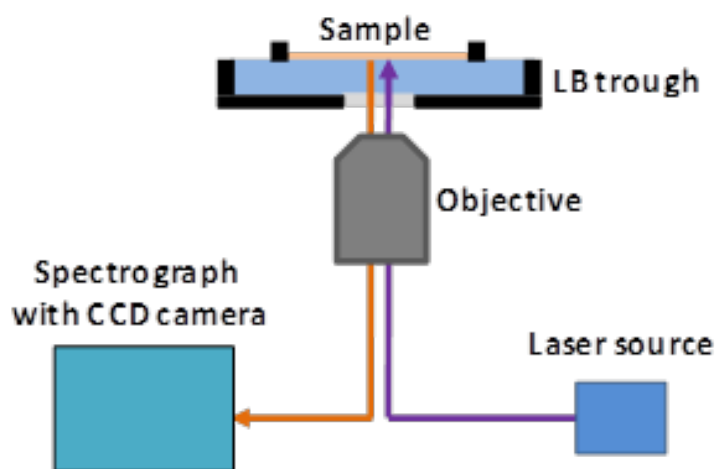 Sample
LB trough
Objective
Spectrograph
with CCD camera
Laser source